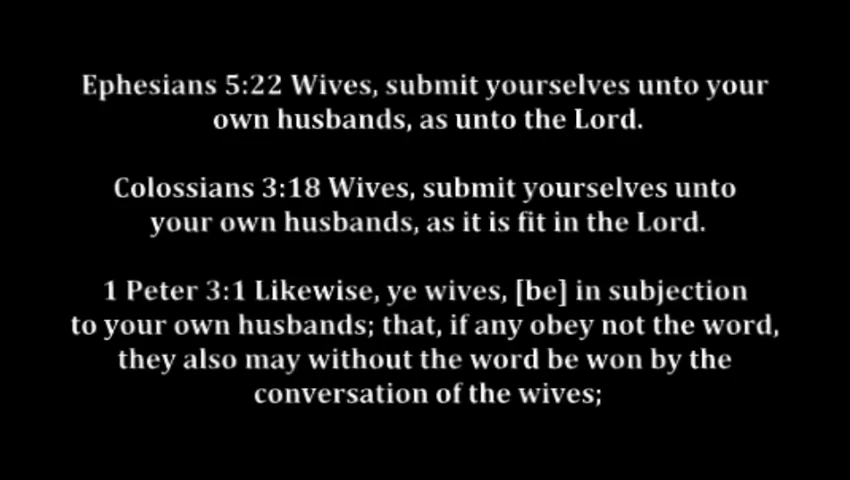 Ephesians 5:22 Wives, submit yourselves unto your
own husbands, as unto the Lord.
Colossians 3:18 Wives, submit yourselves unto
your own husbands, as it is fit in the Lord.
1 Peter 3:1 Likewise, ye wives, [be] in subjection
to your own husbands; that, if any obey not the word,
they also may without the word be won by the
conversation of the wives;